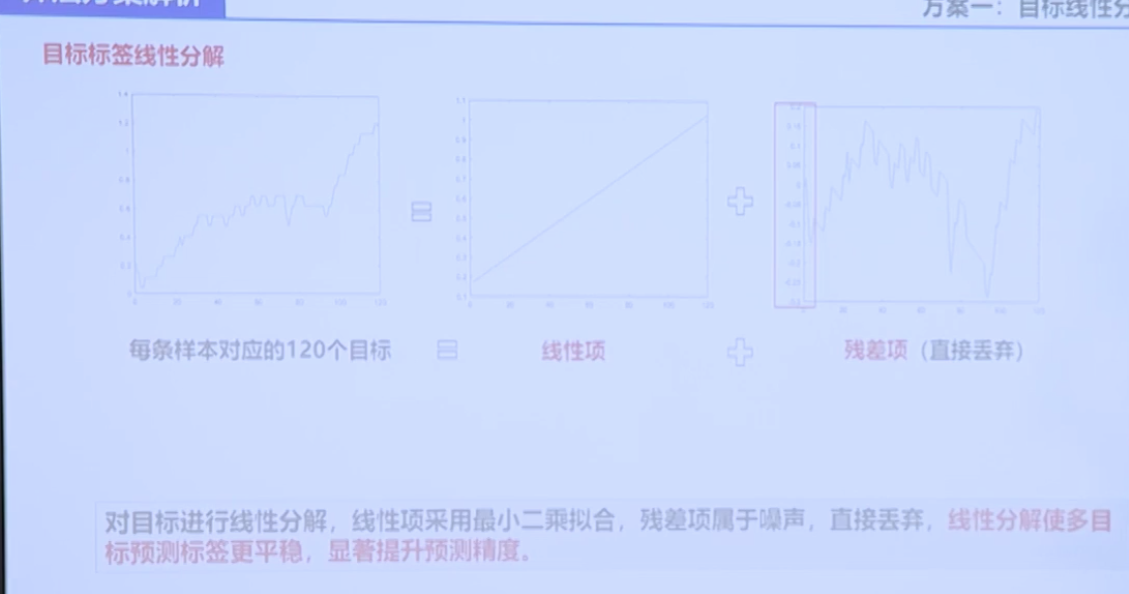 方案一：目标线性分
目标标签线性分解
每条样本对应的120个目标 = 线性项 + 残差项（直接丢弃）
对目标进行线性分解，线性项采用最小二乘拟合，残差项属于噪声，直接丢弃，线性分解使多目
标预测标签更平稳，显著提升预测精度。